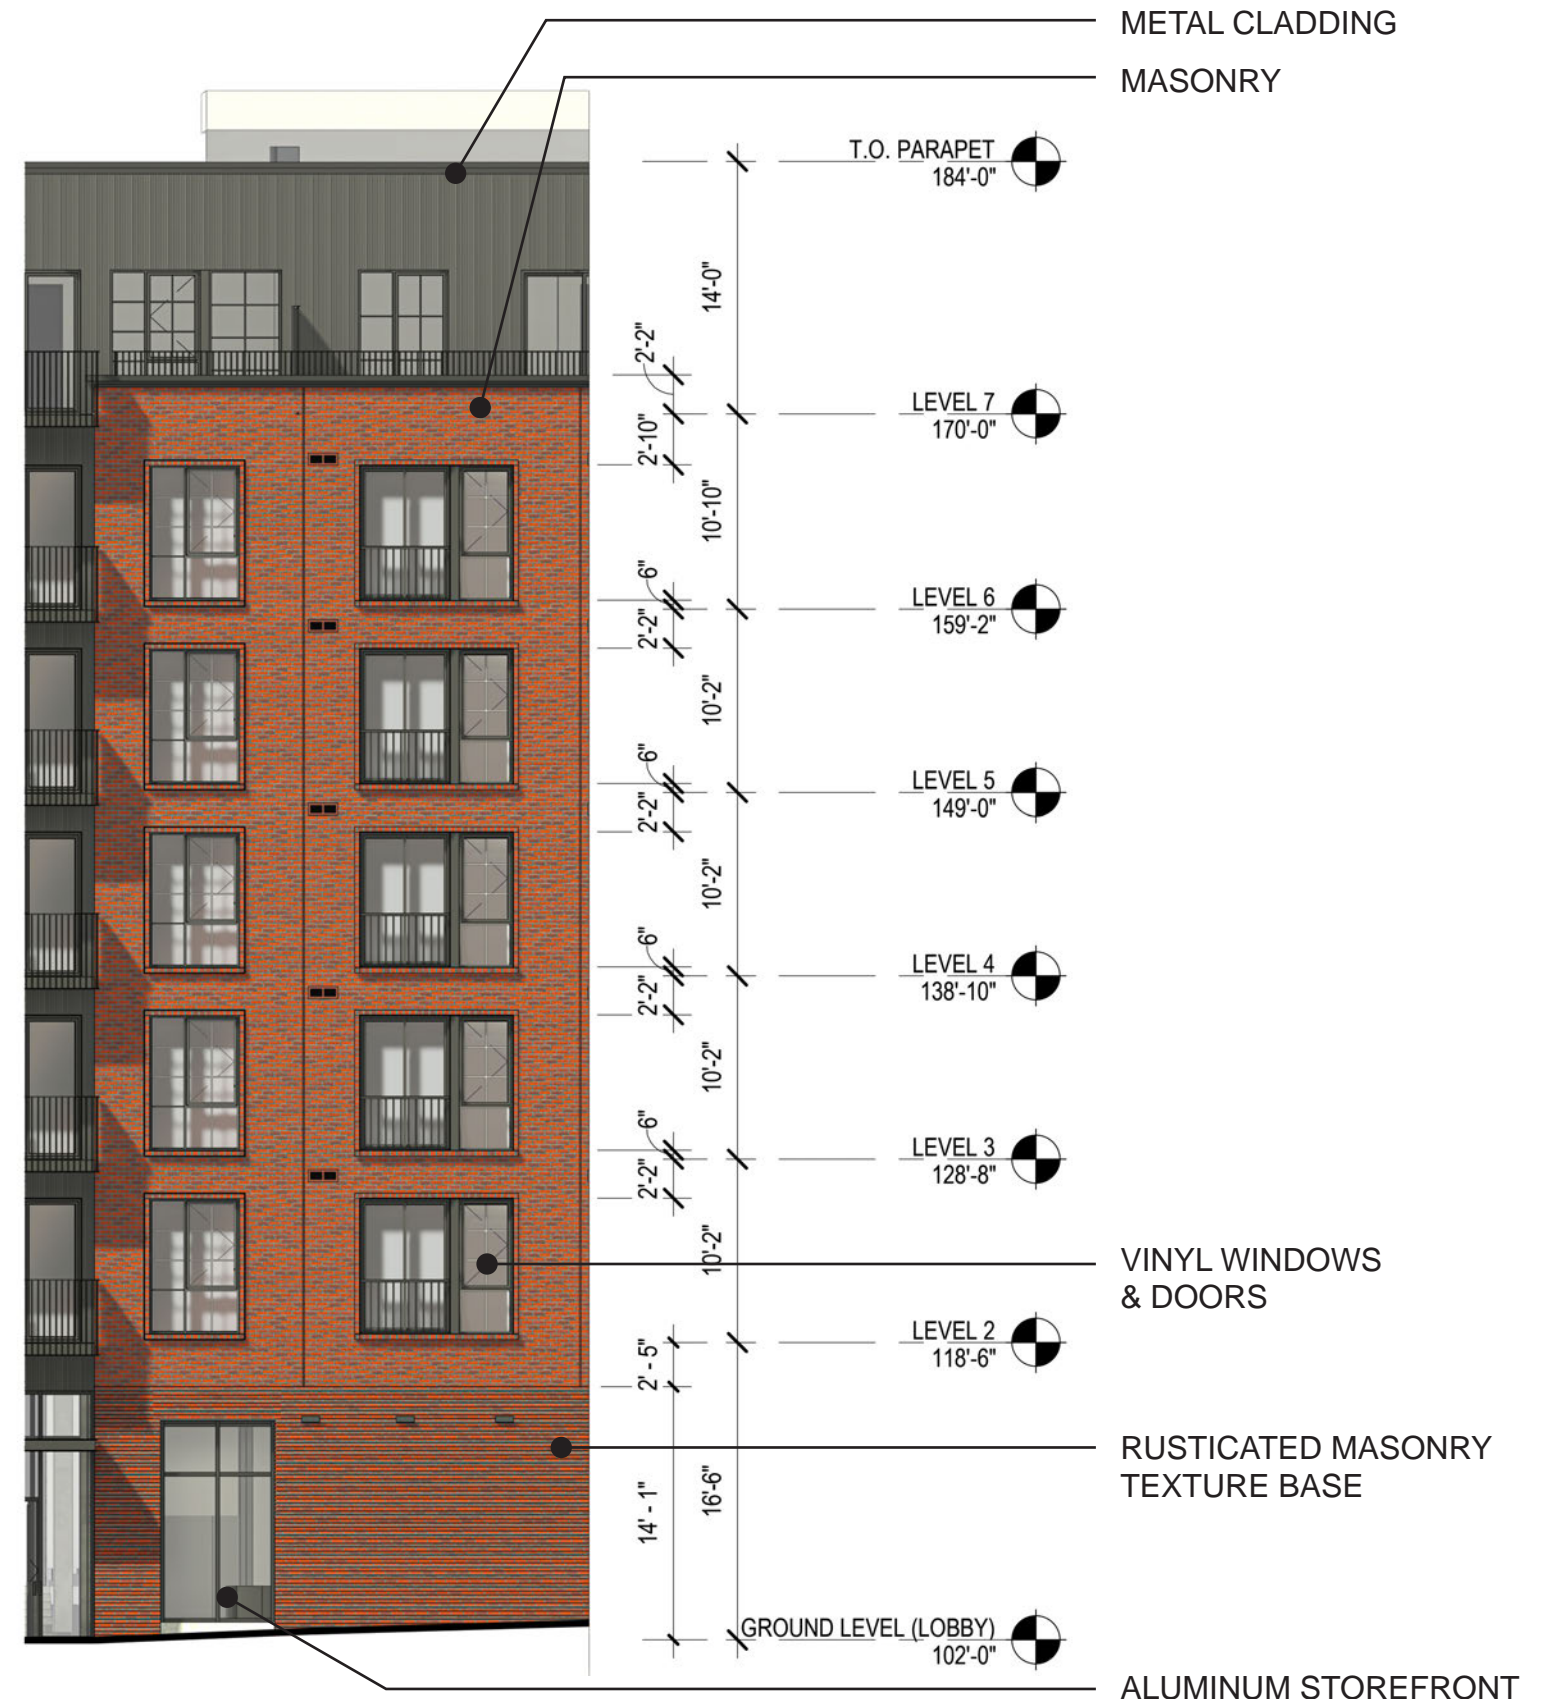 METAL CLADDING
MASONRY
T.O. PARAPET
184'-0"
14'-0"
2'-2"
LEVEL 7
170'-0"
2'-10"
10'-10"
6"
LEVEL 6
159'-2"
2'-2"
10'-2"
6"
LEVEL 5
149'-0"
2'-2"
10'-2"
6"
LEVEL 4
138'-10"
2'-2"
10'-2"
6"
LEVEL 3
128'-8"
2'-2"
10'-2"
VINYL WINDOWS
& DOORS
LEVEL 2
118'-6"
2' - 5"
RUSTICATED MASONRY
TEXTURE BASE
14' - 1"
16'-6"
GROUND LEVEL (LOBBY)
102'-0"
ALUMINUM STOREFRONT